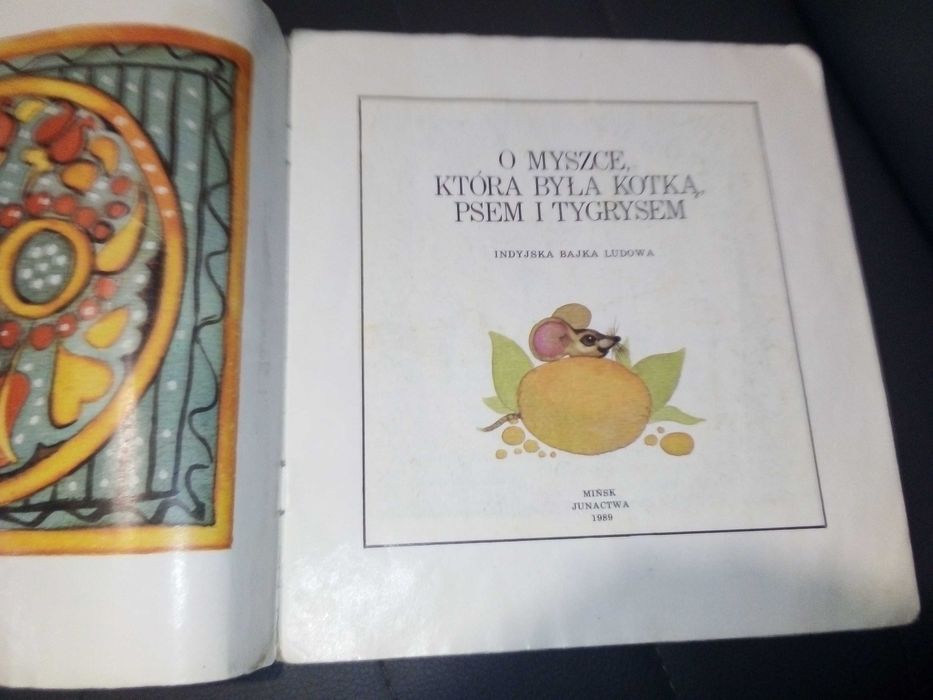 O MYSZCE,
KTÓRA BYŁA KOTKĄ,
PSEM I TYGRYSEM
INDYJSKA BAJKA LUDOWA
MIŃSK
JUNACTWA
1989